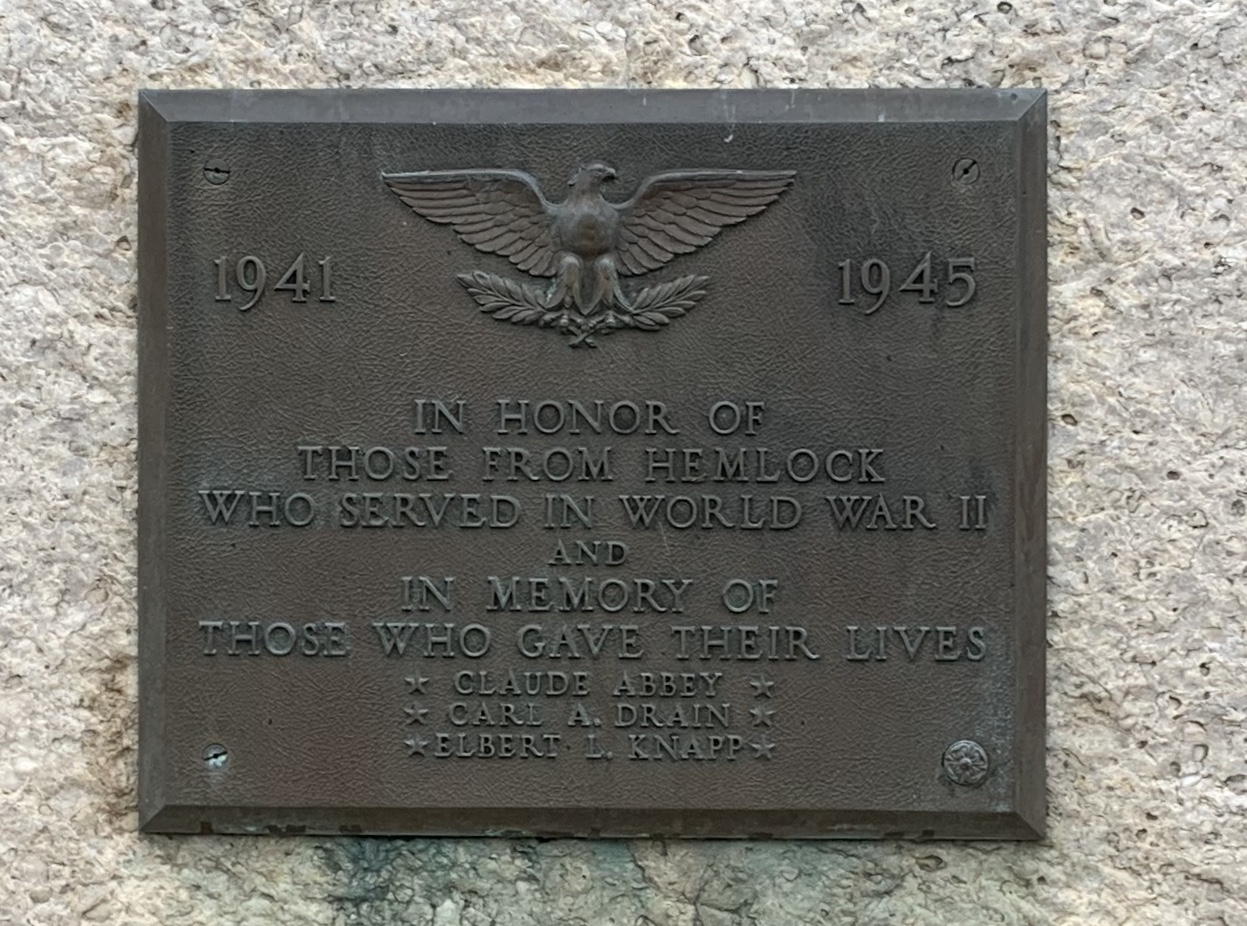 1941 1945
IN HONOR OF
THOSE FROM HEMLOCK
WHO SERVED IN WORLD WAR II
AND
IN MEMORY OF
THOSE WHO GAVE THEIR LIVES
★ CLAUDE ABBEY ★
★ CARL A. DRAIN ★
★ ELBERT L. KNAPP ★